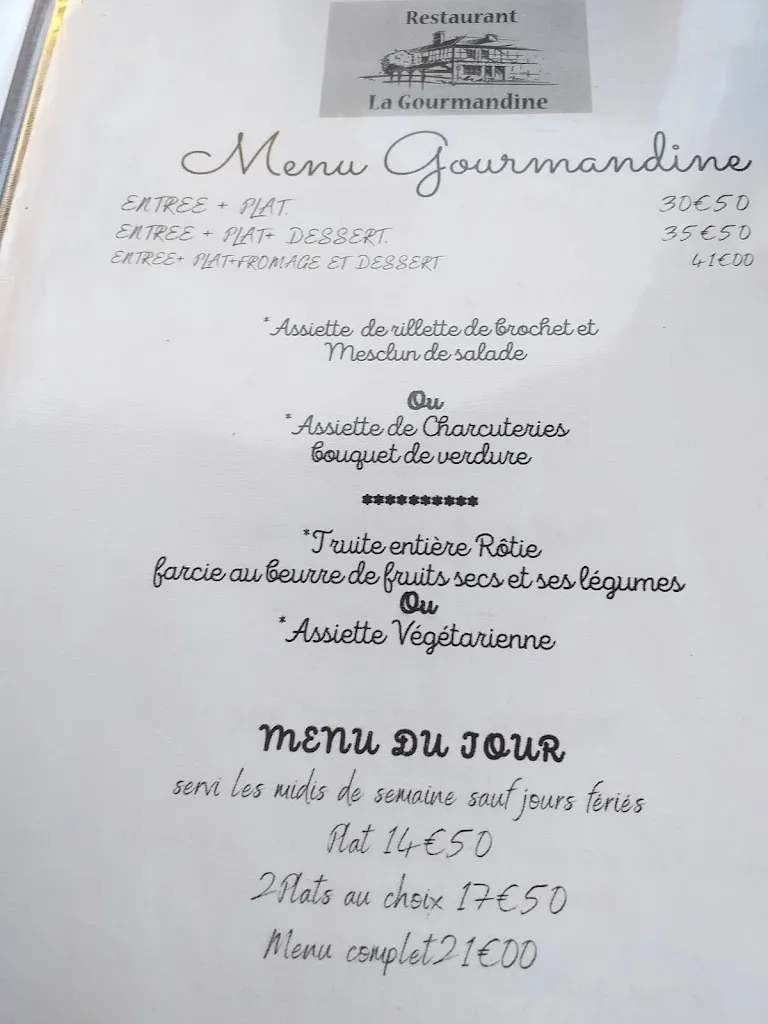 Restaurant
La Gourmandine
Menu Gourmandine
ENTREE + PLAT. 30€50
ENTREE + PLAT+ DESSERT. 35€50
ENTREE+ PLAT+FROMAGE ET DESSERT 41€00
*Assiette de rillette de brochet et
Mesclun de salade
Ou
*Assiette de Charcuteries
bouquet de verdure
**********
*Truite entière Rôtie
farcie au beurre de fruits secs et ses légumes
Ou
*Assiette Végétarienne
MENU DU JOUR
servi les midis de semaine sauf jours fériés
Plat 14€50
2Plats au choix 17€50
Menu complet21€00